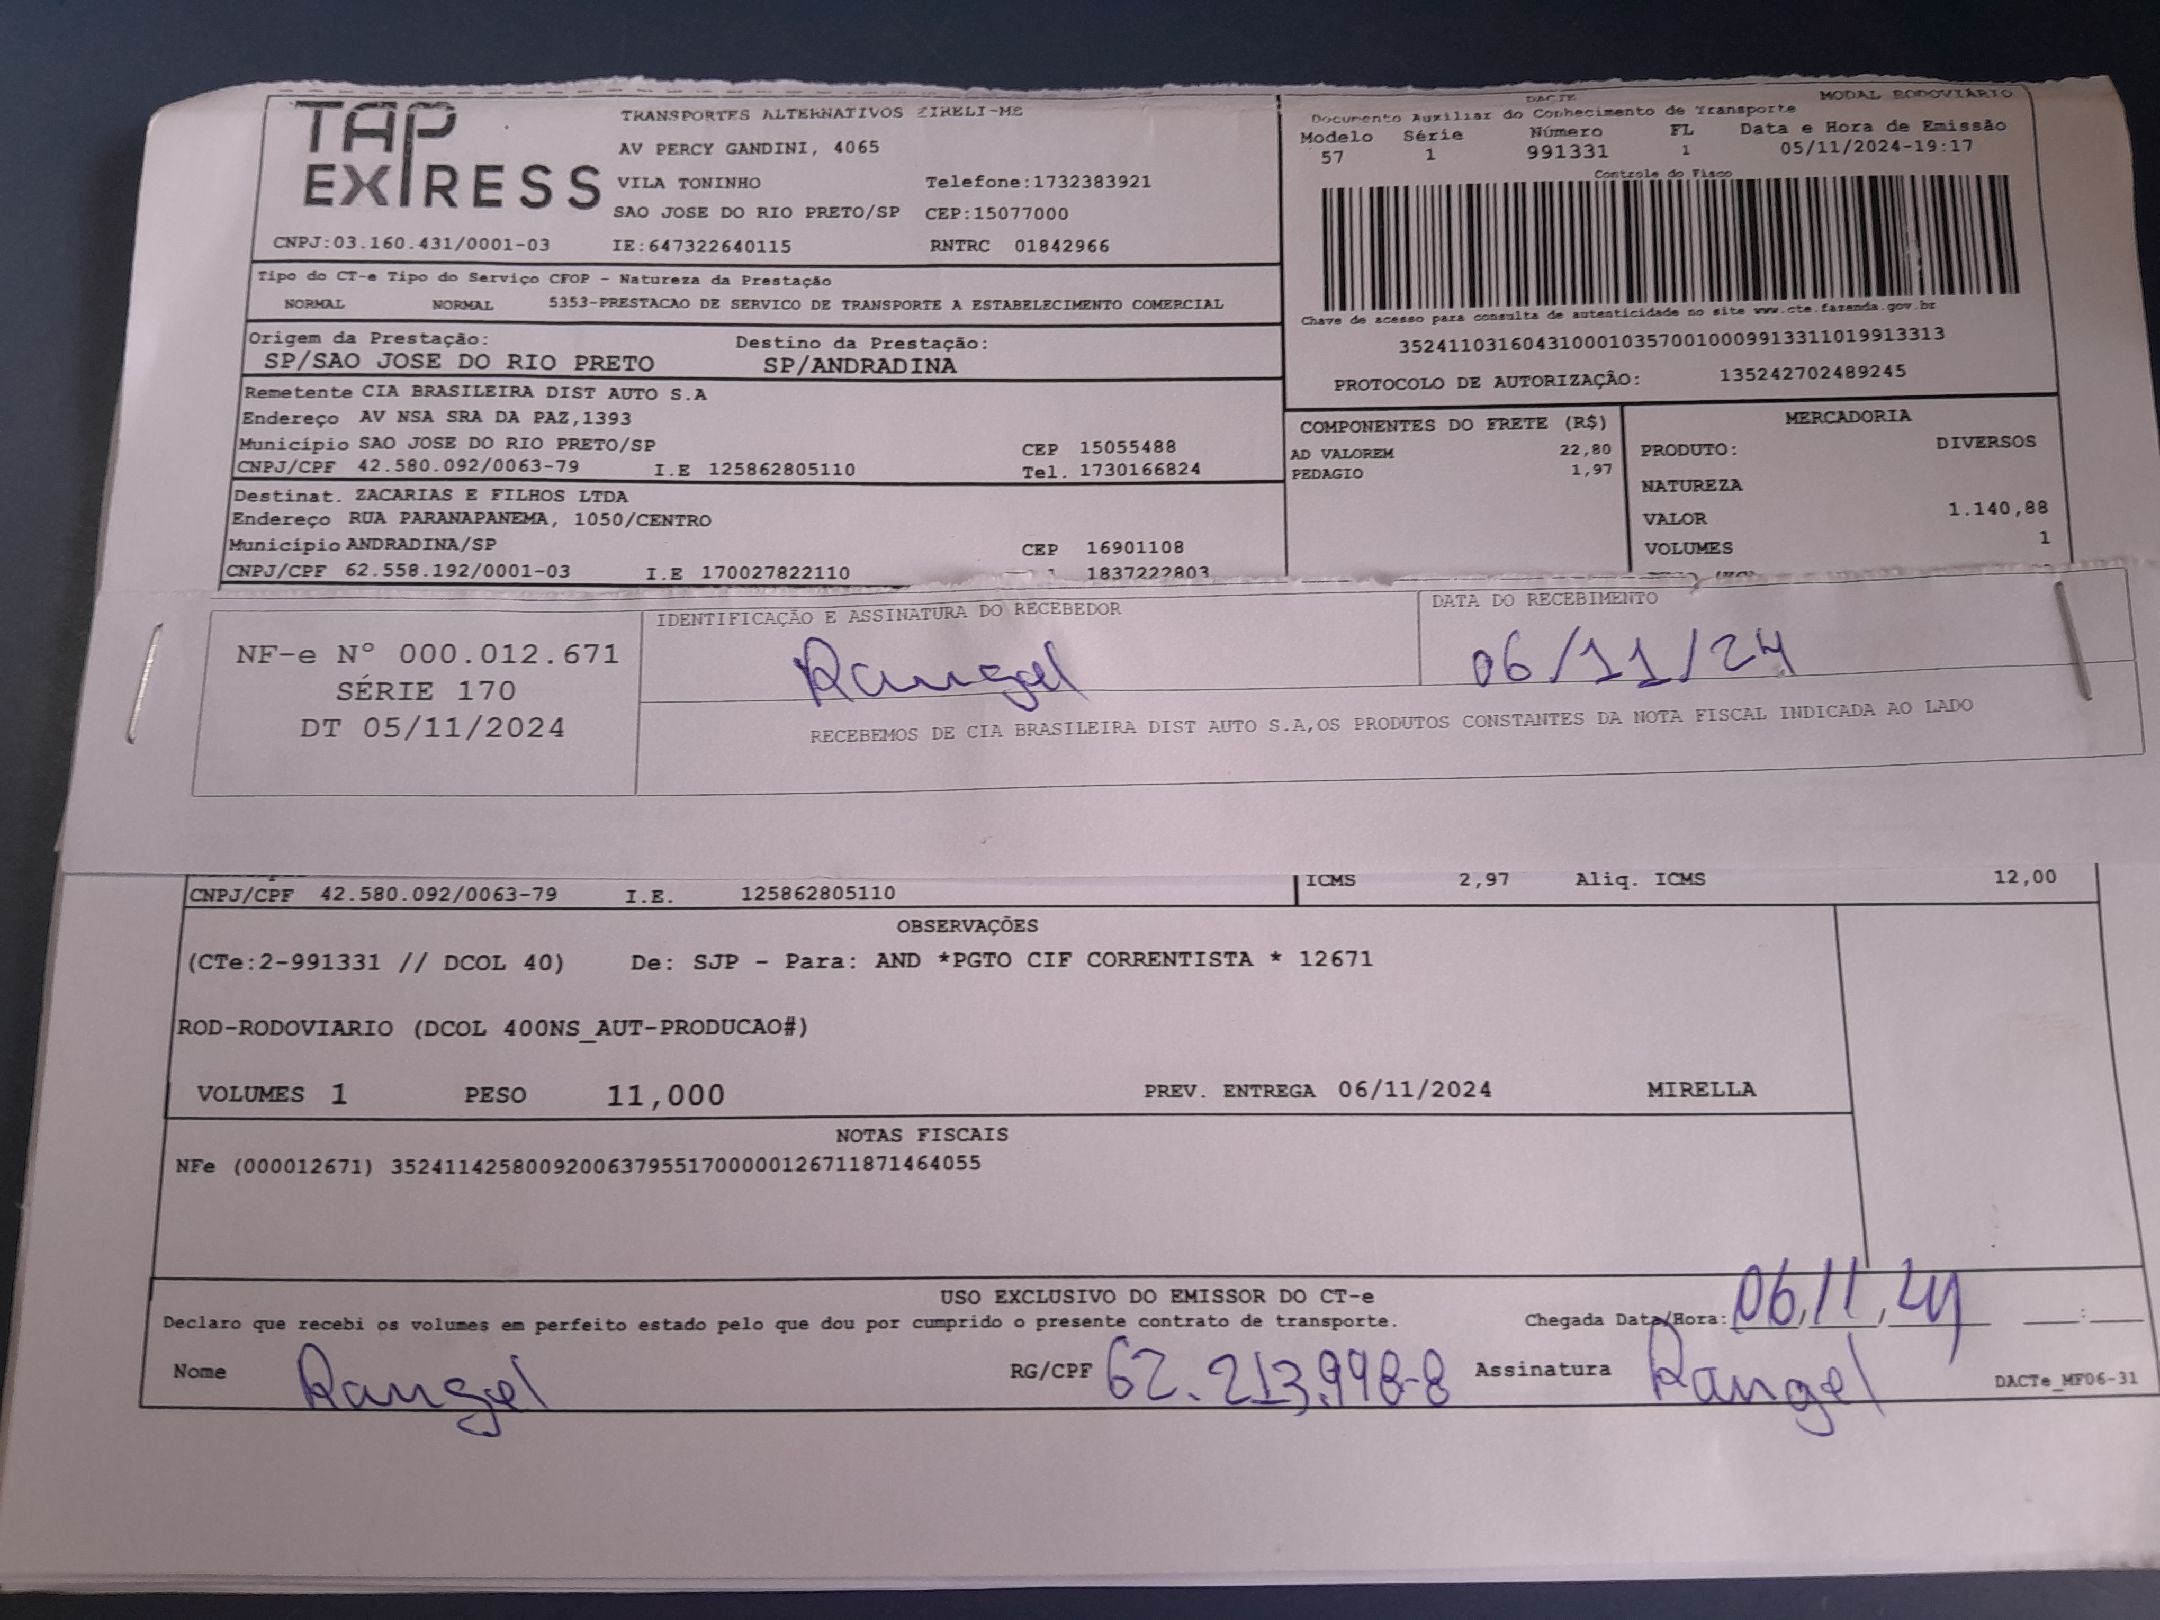 TAP EXPRESS
TRANSPORTES ALTERNATIVOS EIRELI-ME
AV PERCY GANDINI, 4065
VILA TONINHO Telefone:1732383921
SAO JOSE DO RIO PRETO/SP CEP:15077000
CNPJ:03.160.431/0001-03 IE:647322640115 RNTRC 01842966
DACTE MODAL RODOVIÁRIO
Documento Auxiliar do Conhecimento de Transporte
Modelo Série Número FL Data e Hora de Emissão
57 1 991331 1 05/11/2024-19:17
Controle do Fisco
Chave de acesso para consulta de autenticidade no site www.cte.fazenda.gov.br
35241103160431000103570010009913311019913313
PROTOCOLO DE AUTORIZAÇÃO: 135242702489245
Tipo do CT-e Tipo do Serviço CFOP - Natureza da Prestação
NORMAL NORMAL 5353-PRESTACAO DE SERVICO DE TRANSPORTE A ESTABELECIMENTO COMERCIAL
Origem da Prestação: Destino da Prestação:
SP/SAO JOSE DO RIO PRETO SP/ANDRADINA
Remetente CIA BRASILEIRA DIST AUTO S.A
Endereço AV NSA SRA DA PAZ,1393
Município SAO JOSE DO RIO PRETO/SP CEP 15055488
CNPJ/CPF 42.580.092/0063-79 I.E 125862805110 Tel. 1730166824
Destinat. ZACARIAS E FILHOS LTDA
Endereço RUA PARANAPANEMA, 1050/CENTRO
Município ANDRADINA/SP CEP 16901108
CNPJ/CPF 62.558.192/0001-03 I.E 170027822110 1837222803
COMPONENTES DO FRETE (R$)
AD VALOREM 22,80
PEDAGIO 1,97
MERCADORIA
PRODUTO: DIVERSOS
NATUREZA
VALOR 1.140,88
VOLUMES 1
NF-e Nº 000.012.671
SÉRIE 170
DT 05/11/2024
IDENTIFICAÇÃO E ASSINATURA DO RECEBEDOR
Rangel
DATA DO RECEBIMENTO
06/11/24
RECEBEMOS DE CIA BRASILEIRA DIST AUTO S.A,OS PRODUTOS CONSTANTES DA NOTA FISCAL INDICADA AO LADO
CNPJ/CPF 42.580.092/0063-79 I.E. 125862805110
ICMS 2,97 Aliq. ICMS 12,00
OBSERVAÇÕES
(CTe:2-991331 // DCOL 40) De: SJP - Para: AND *PGTO CIF CORRENTISTA * 12671
ROD-RODOVIARIO (DCOL 400NS_AUT-PRODUCAO#)
VOLUMES 1 PESO 11,000 PREV. ENTREGA 06/11/2024 MIRELLA
NOTAS FISCAIS
NFe (000012671) 35241142580092006379551700000126711871464055
USO EXCLUSIVO DO EMISSOR DO CT-e
Declaro que recebi os volumes em perfeito estado pelo que dou por cumprido o presente contrato de transporte. Chegada Data/Hora: 06/11/24
Nome Rangel RG/CPF 62.213.998-8 Assinatura Rangel DACTe_MF06-31